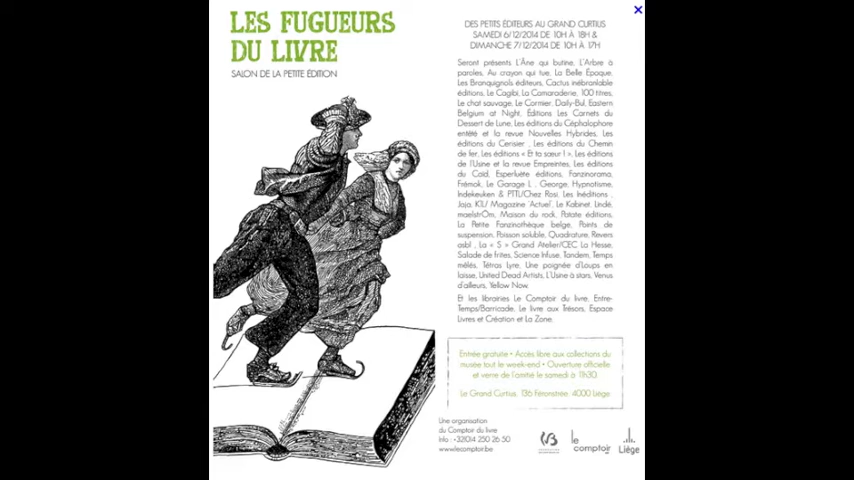 LES FUGUEURS
DU LIVRE
SALON DE LA PETITE ÉDITION
DES PETITS ÉDITEURS AU GRAND CURTIUS
SAMEDI 6/12/2014 DE 10H À 18H &
DIMANCHE 7/12/2014 DE 10H À 17H
Seront présents L'Âne qui butine, L'Arbre à
paroles, Au crayon qui tue, La Belle Époque,
Les Branquignols éditeurs, Cactus inébranlable
éditions, Le Cagibi, La Camaraderie, 100 titres,
Le chat sauvage, Le Cormier, Daily-Bul, Eastern
Belgium at Night, Éditions Les Carnets du
Dessert de Lune, Les éditions du Céphalophore
entêté et la revue Nouvelles Hybrides, Les
éditions du Cerisier , Les éditions du Chemin
de fer, Les éditions « Et ta sœur ! », Les éditions
de l'Usine et la revue Empreintes, Les éditions
du Caïd, Esperluète éditions, Fanzinorama,
Frémok, Le Garage L , George, Hypnotisme,
Indekeuken & PTTL/Chez Rosi, Les Inéditions ,
Jaja, KTL/ Magazine 'Actuel', Le Kabinet, Lindé,
maelstrÖm, Maison du rock, Patate éditions,
La Petite Fanzinothèque belge, Points de
suspension, Poisson soluble, Quadrature, Revers
asbl , La « S » Grand Atelier/CEC La Hesse,
Salade de frites, Science Infuse, Tandem, Temps
mêlés, Tétras Lyre, Une poignée d'Loups en
laisse, United Dead Artists, L'Usine à stars, Venus
d'ailleurs, Yellow Now.
Et les librairies Le Comptoir du livre, Entre-
Temps/Barricade, Le livre aux Trésors, Espace
Livres et Création et La Zone.
Entrée gratuite • Accès libre aux collections du
musée tout le week-end • Ouverture officielle
et verre de l'amitié le samedi à 11h30
Le Grand Curtius 136 Féronstrée 4000 Liège
Une organisation
du Comptoir du livre
Info : +32(0)4 250 26 50
www.lecomptoir.be
le
comptoir
Liège